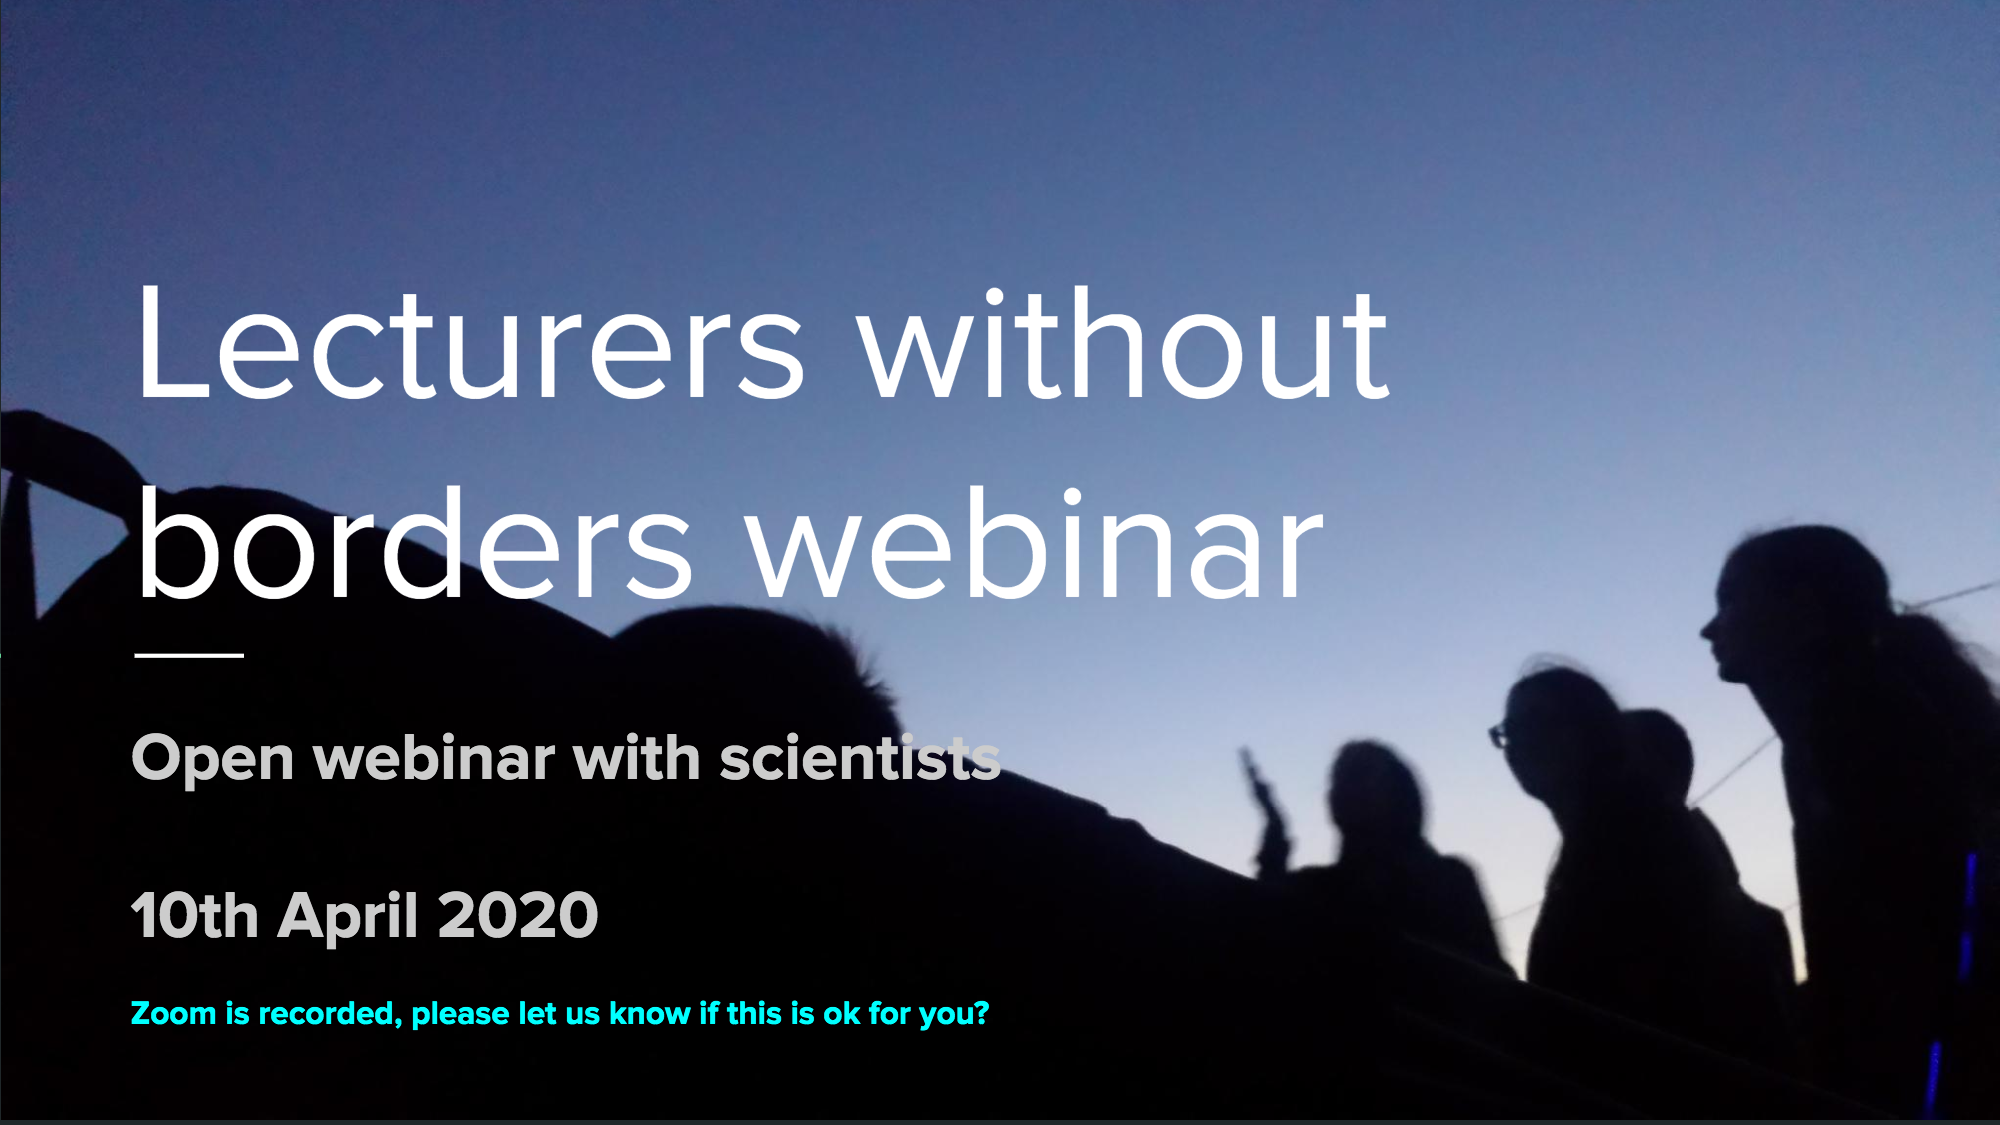 Lecturers without
borders webinar
Open webinar with scientists
10th April 2020
Zoom is recorded, please let us know if this is ok for you?